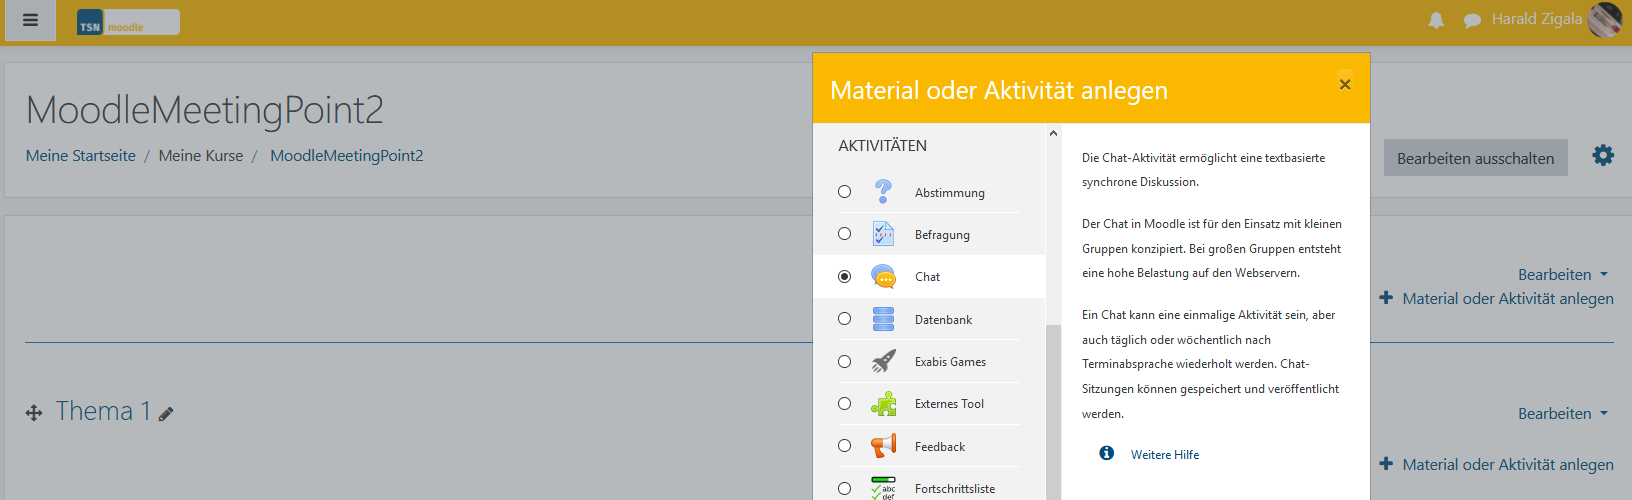 TSN moodle
Harald Zigala
MoodleMeetingPoint2
Meine Startseite / Meine Kurse / MoodleMeetingPoint2
Bearbeiten ausschalten
Bearbeiten
Material oder Aktivität anlegen
Thema 1
Bearbeiten
Material oder Aktivität anlegen
Material oder Aktivität anlegen
AKTIVITÄTEN
Abstimmung
Befragung
Chat
Datenbank
Exabis Games
Externes Tool
Feedback
abc
def
Fortschrittsliste
Die Chat-Aktivität ermöglicht eine textbasierte
synchrone Diskussion.
Der Chat in Moodle ist für den Einsatz mit kleinen
Gruppen konzipiert. Bei großen Gruppen entsteht
eine hohe Belastung auf den Webservern.
Ein Chat kann eine einmalige Aktivität sein, aber
auch täglich oder wöchentlich nach
Terminabsprache wiederholt werden. Chat-
Sitzungen können gespeichert und veröffentlicht
werden.
Weitere Hilfe